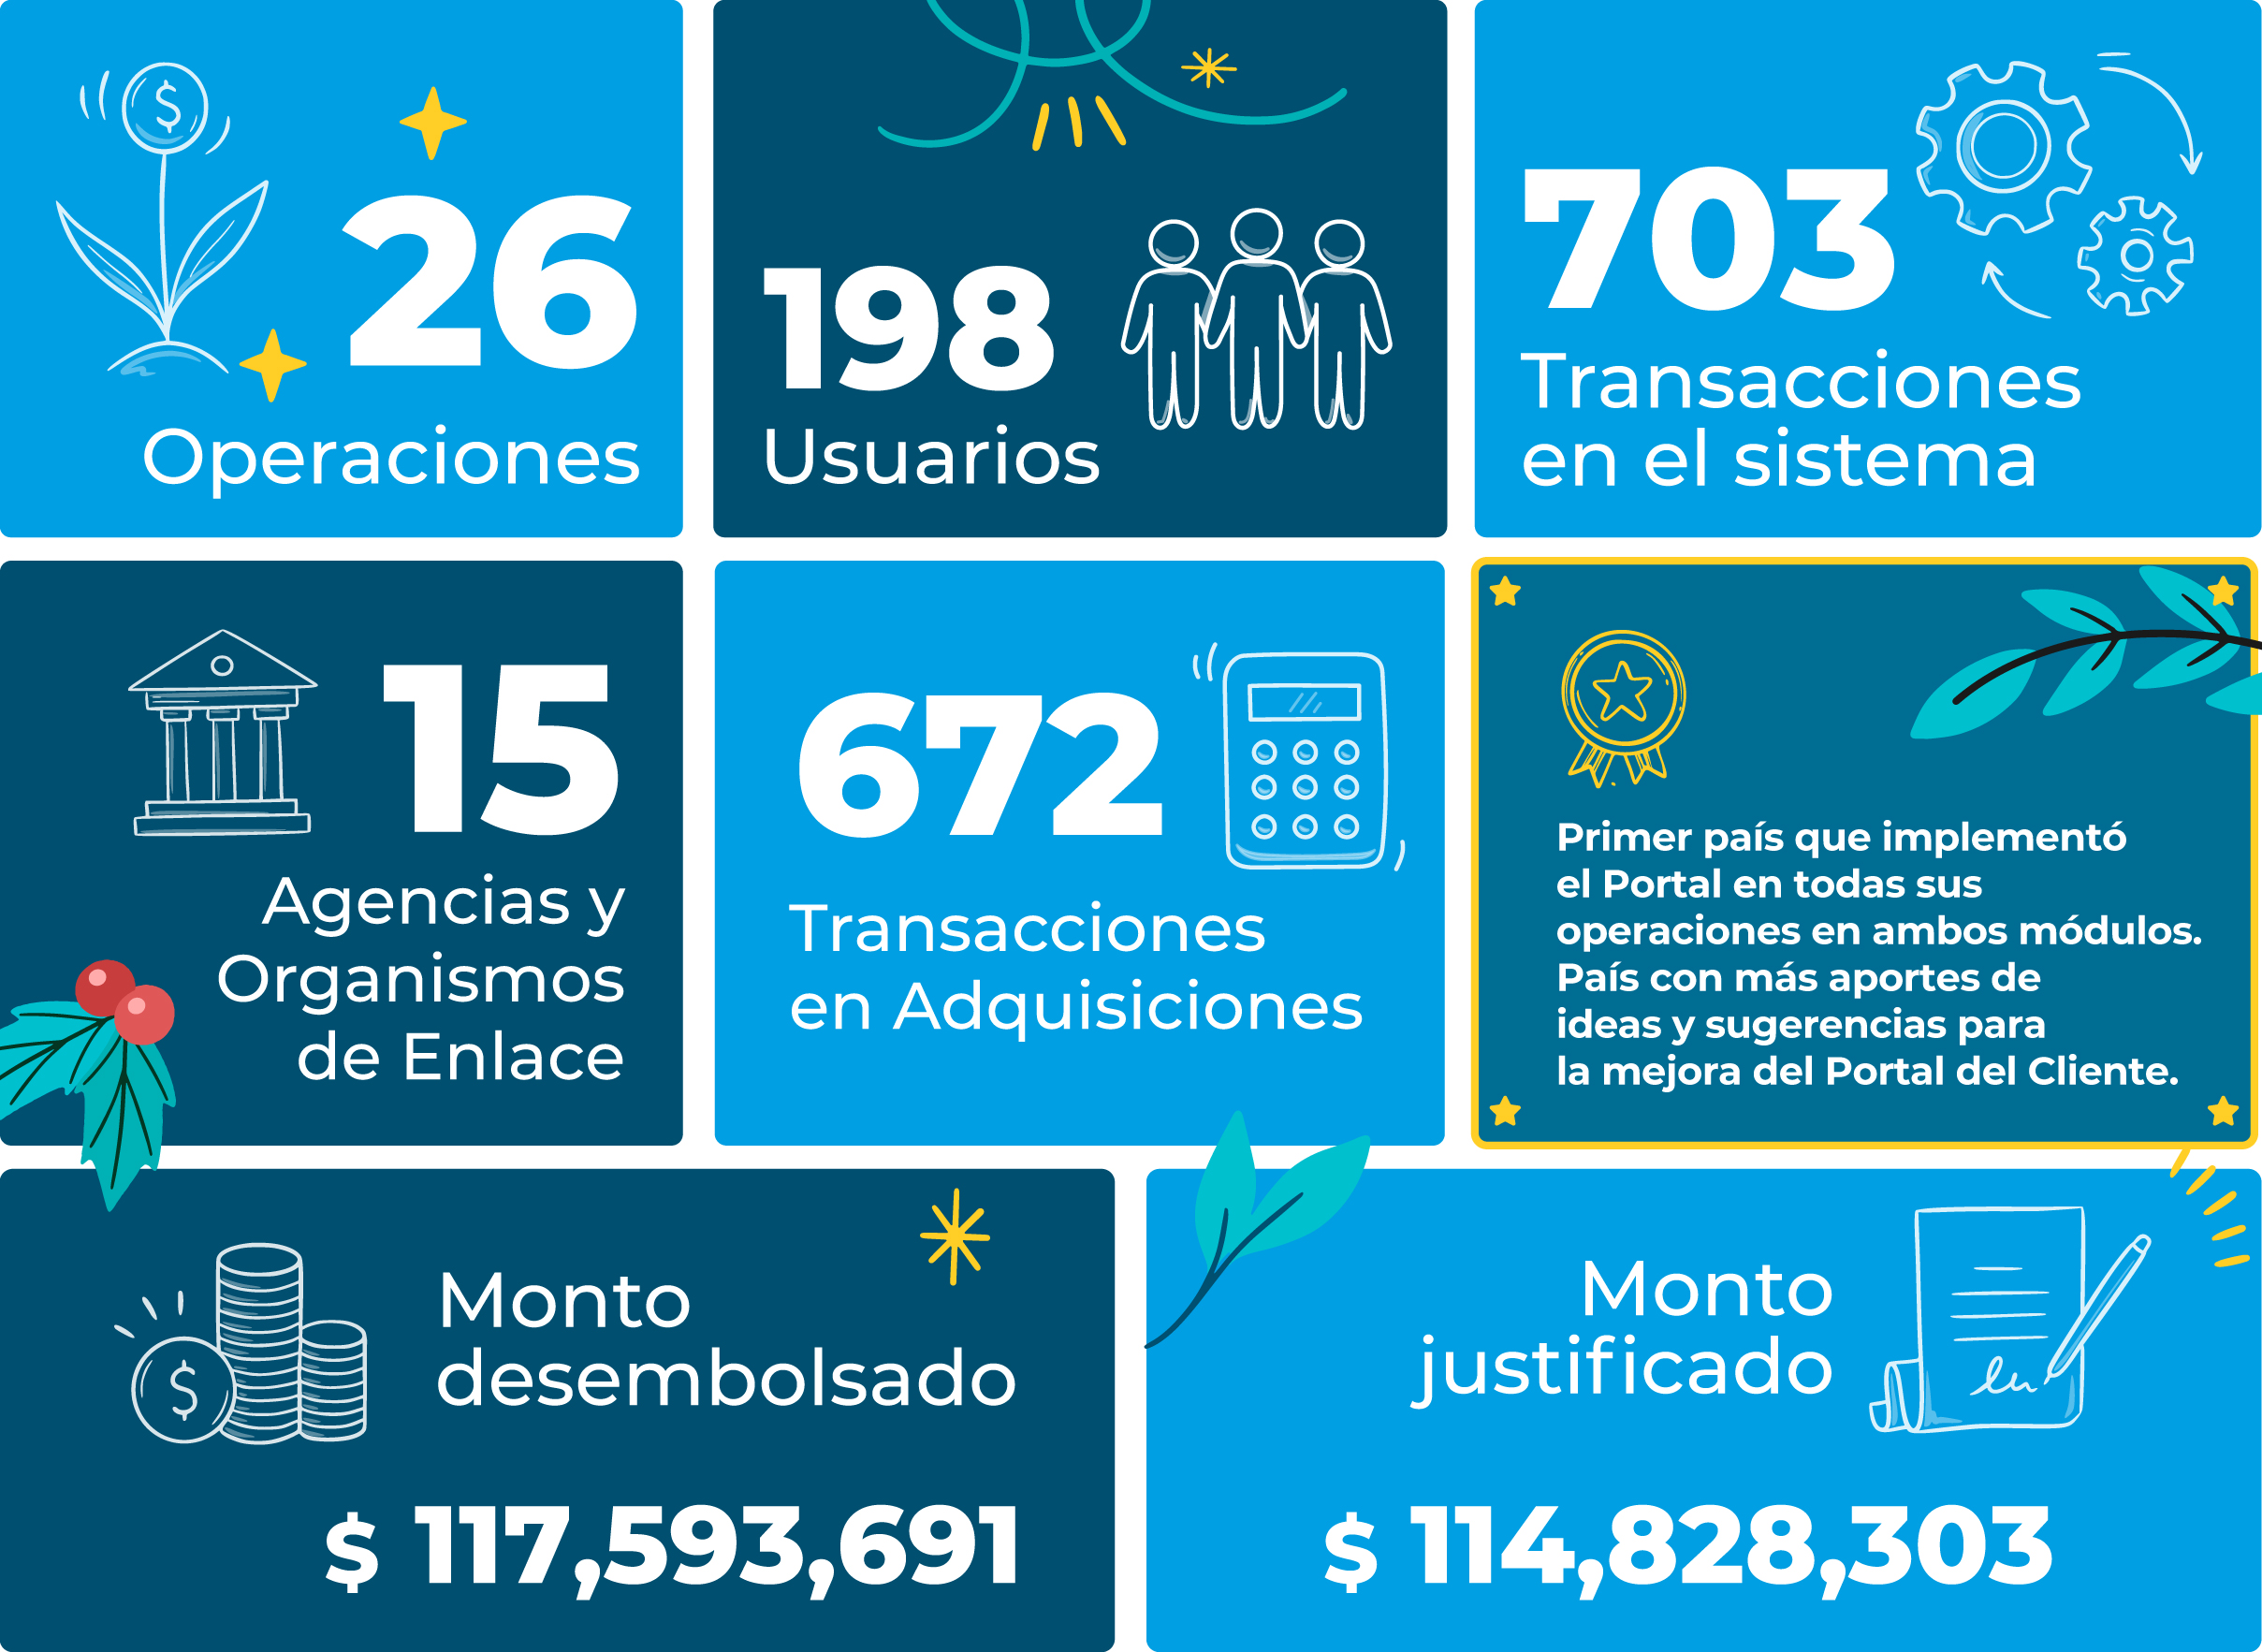 26
Operaciones
198
Usuarios
703
Transacciones
en el sistema
15
Agencias y
Organismos
de Enlace
672
Transacciones
en Adquisiciones
Primer país que implementó
el Portal en todas sus
operaciones en ambos módulos.
País con más aportes de
ideas y sugerencias para
la mejora del Portal del Cliente.
Monto
desembolsado
$ 117,593,691
Monto
justificado
$ 114,828,303